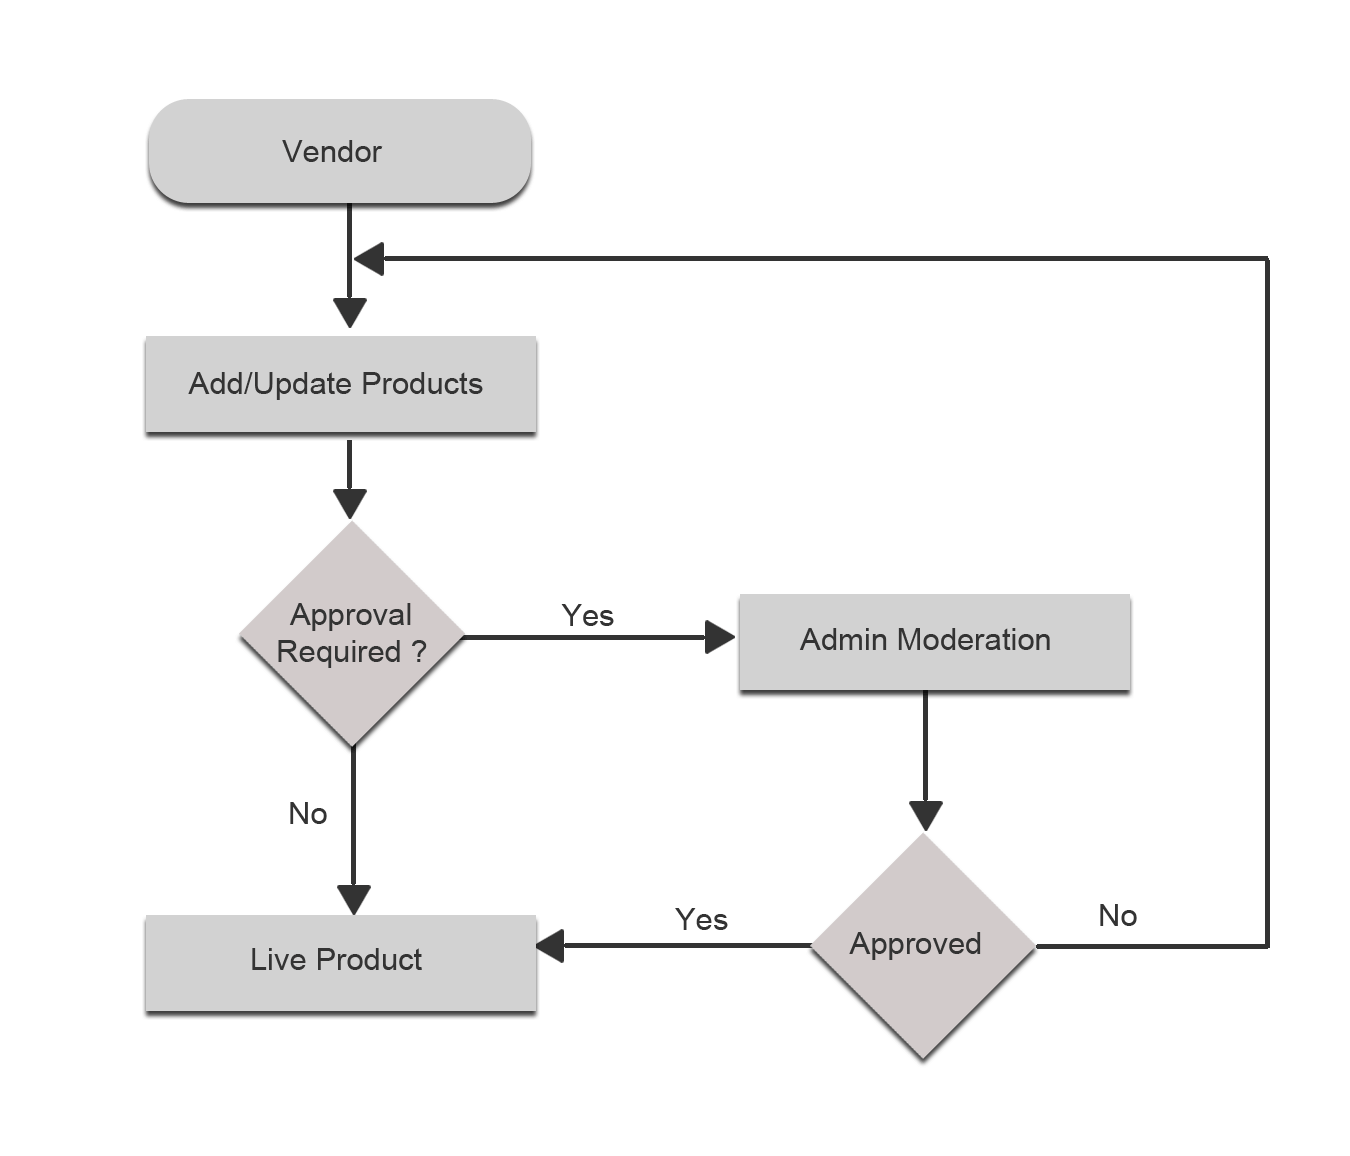 Vendor
Add/Update Products
Approval
Required ?
Yes
Admin Moderation
No
Live Product
Yes
Approved
No